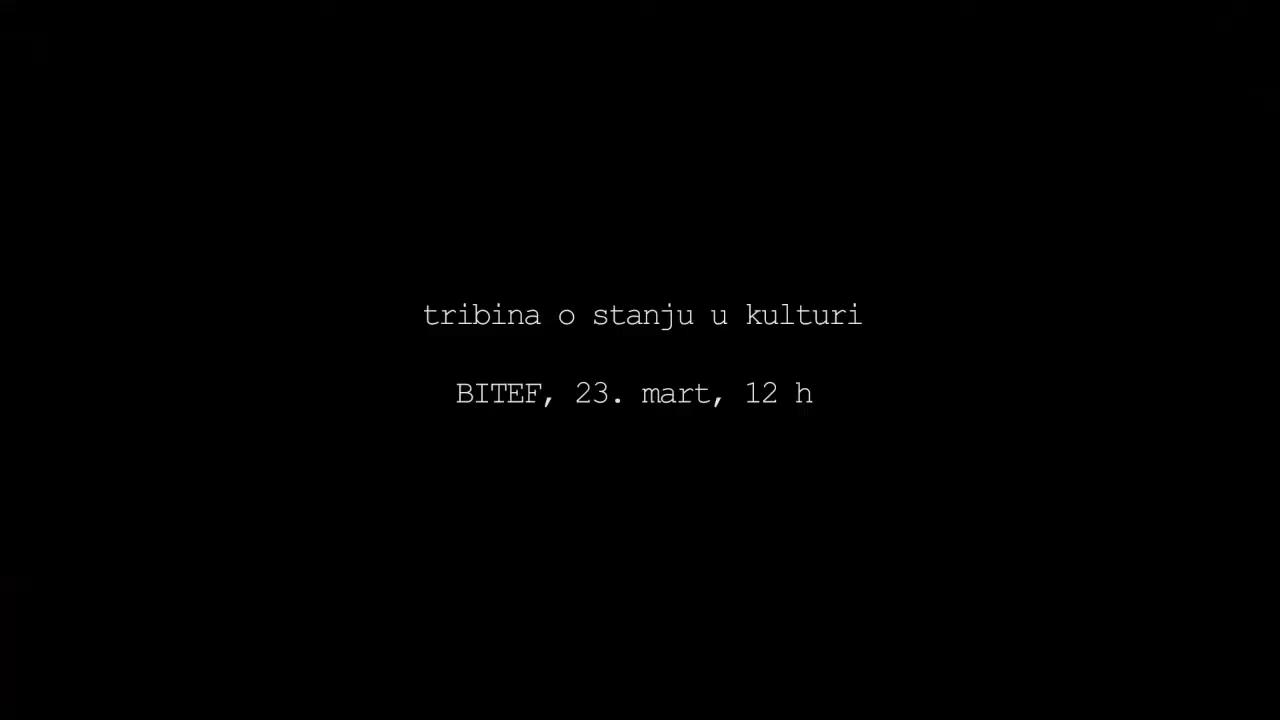 tribina o stanju u kulturi
BITEF, 23. mart, 12 h